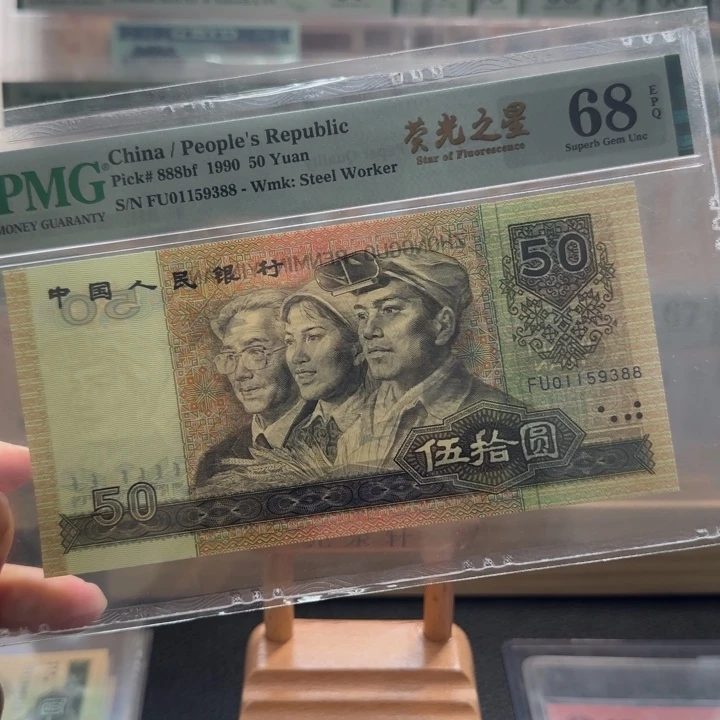 PMG®
MONEY GUARANTY
China / People's Republic
Pick# 888bf 1990 50 Yuan
S/N FU01159388 - Wmk: Steel Worker
荧光之星
Star of Fluorescence
68
EPQ
Superb Gem Unc
中国人民银行
50
FU01159388
伍拾圆
50